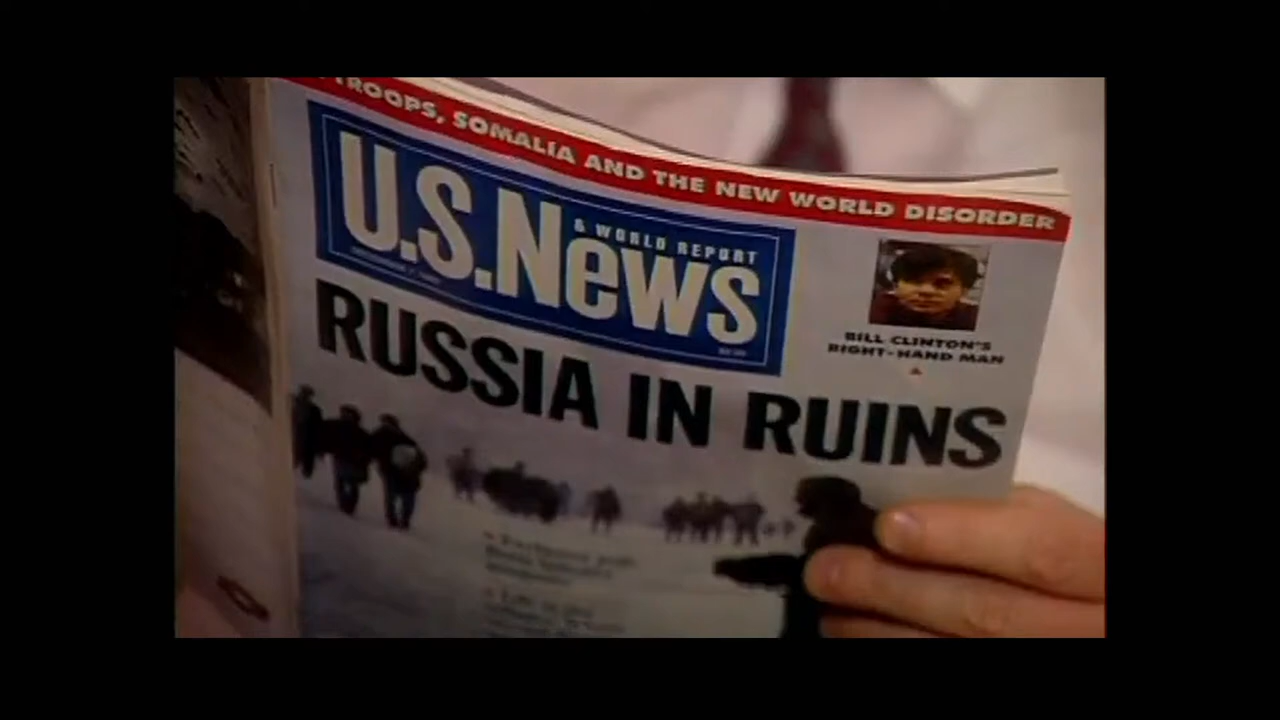 TROOPS, SOMALIA AND THE NEW WORLD DISORDER
U.S. News
& WORLD REPORT
BILL CLINTON'S
RIGHT-HAND MAN
RUSSIA IN RUINS